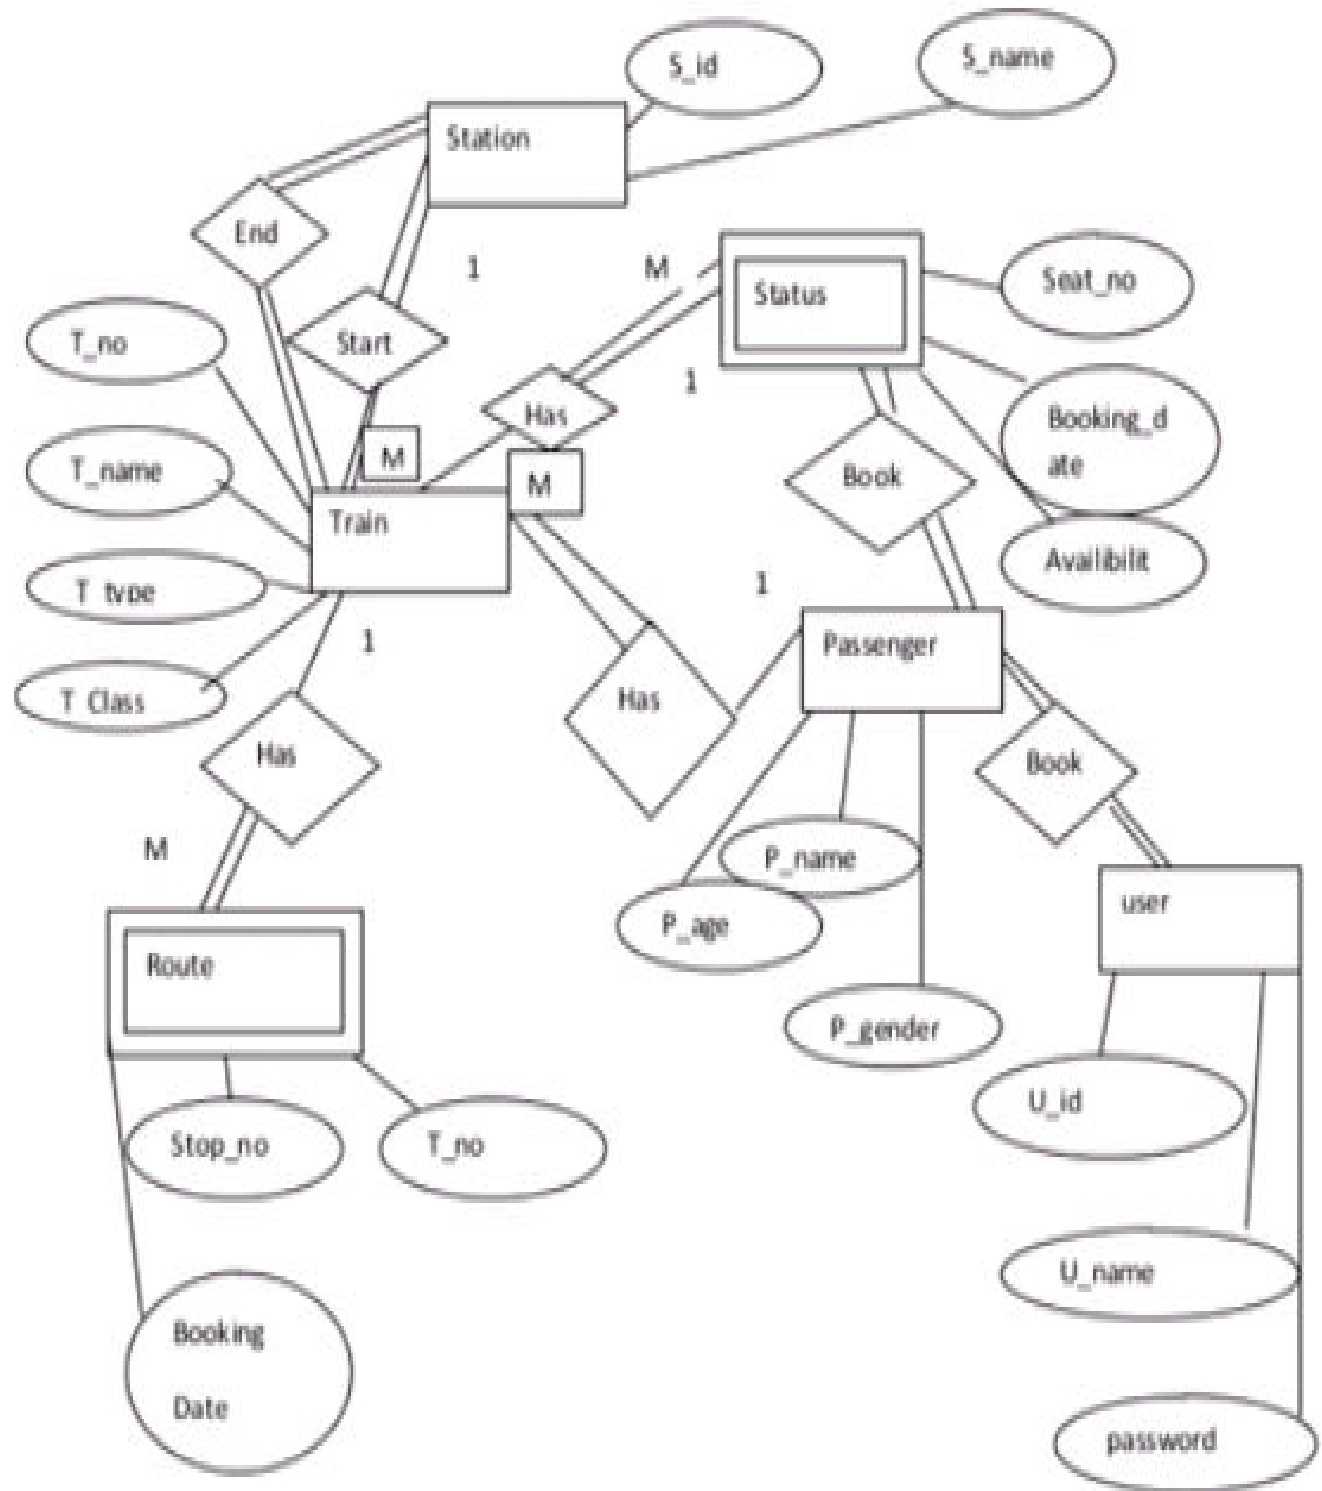 S_id
S_name
Station
End
1
M
Status
Seat_no
T_no
Start
1
Has
Booking_d
ate
M
T_name
M
Book
Train
Availibilit
T_type
1
1
Passenger
T_Class
Has
Has
Book
M
P_name
user
P_age
Route
P_gender
U_id
Stop_no
T_no
U_name
Booking
Date
password